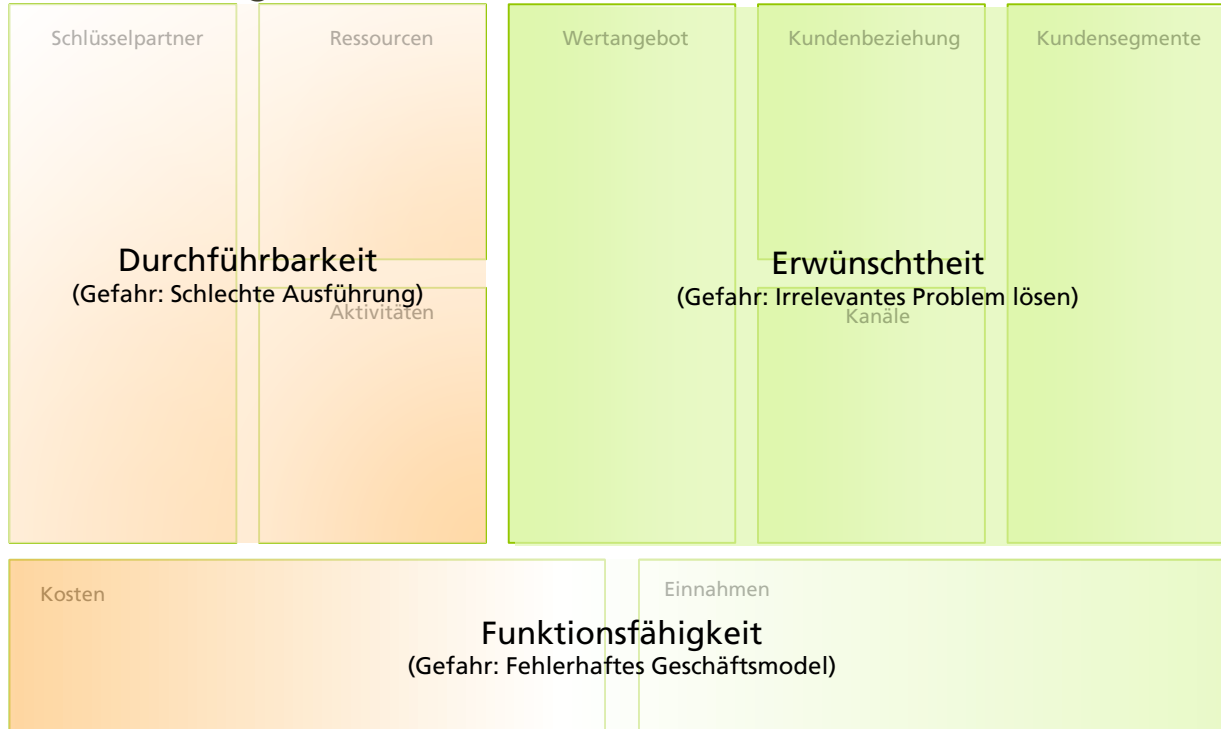 Schlüsselpartner
Ressourcen
Wertangebot
Kundenbeziehung
Kundensegmente
Durchführbarkeit
(Gefahr: Schlechte Ausführung)
Aktivitäten
Erwünschtheit
(Gefahr: Irrelevantes Problem lösen)
Kanäle
Kosten
Einnahmen
Funktionsfähigkeit
(Gefahr: Fehlerhaftes Geschäftsmodel)